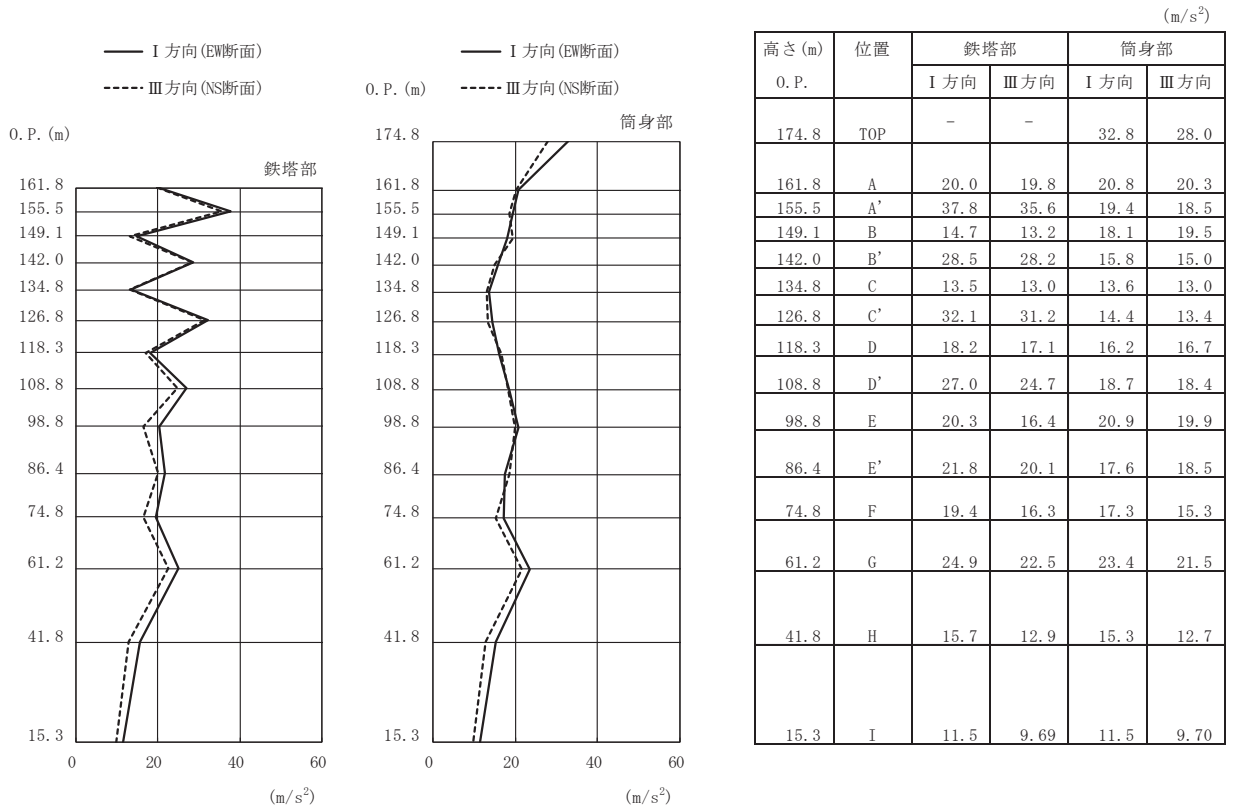 ── I 方向(EW断面)
----- Ⅲ方向(NS断面)
O.P.(m)
鉄塔部
161.8
155.5
149.1
142.0
134.8
126.8
118.3
108.8
98.8
86.4
74.8
61.2
41.8
15.3
0 20 40 60
(m/s²)
── I 方向(EW断面)
----- Ⅲ方向(NS断面)
O.P.(m)
筒身部
174.8
161.8
155.5
149.1
142.0
134.8
126.8
118.3
108.8
98.8
86.4
74.8
61.2
41.8
15.3
0 20 40 60
(m/s²)
(m/s²)
高さ(m) 位置 鉄塔部 筒身部
O.P. I 方向 Ⅲ方向 I 方向 Ⅲ方向
174.8 TOP - - 32.8 28.0
161.8 A 20.0 19.8 20.8 20.3
155.5 A' 37.8 35.6 19.4 18.5
149.1 B 14.7 13.2 18.1 19.5
142.0 B' 28.5 28.2 15.8 15.0
134.8 C 13.5 13.0 13.6 13.0
126.8 C' 32.1 31.2 14.4 13.4
118.3 D 18.2 17.1 16.2 16.7
108.8 D' 27.0 24.7 18.7 18.4
98.8 E 20.3 16.4 20.9 19.9
86.4 E' 21.8 20.1 17.6 18.5
74.8 F 19.4 16.3 17.3 15.3
61.2 G 24.9 22.5 23.4 21.5
41.8 H 15.7 12.9 15.3 12.7
15.3 I 11.5 9.69 11.5 9.70